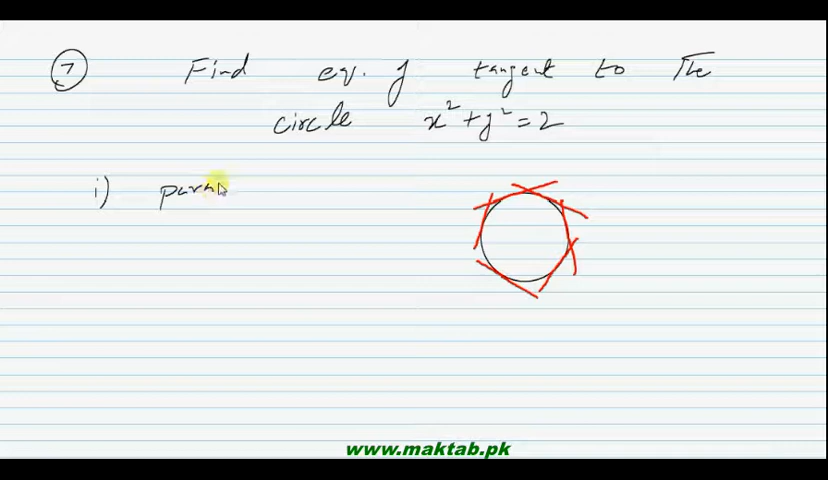 7 Find eq. of tangent to The
circle x² + y² = 2
i) para
www.maktab.pk